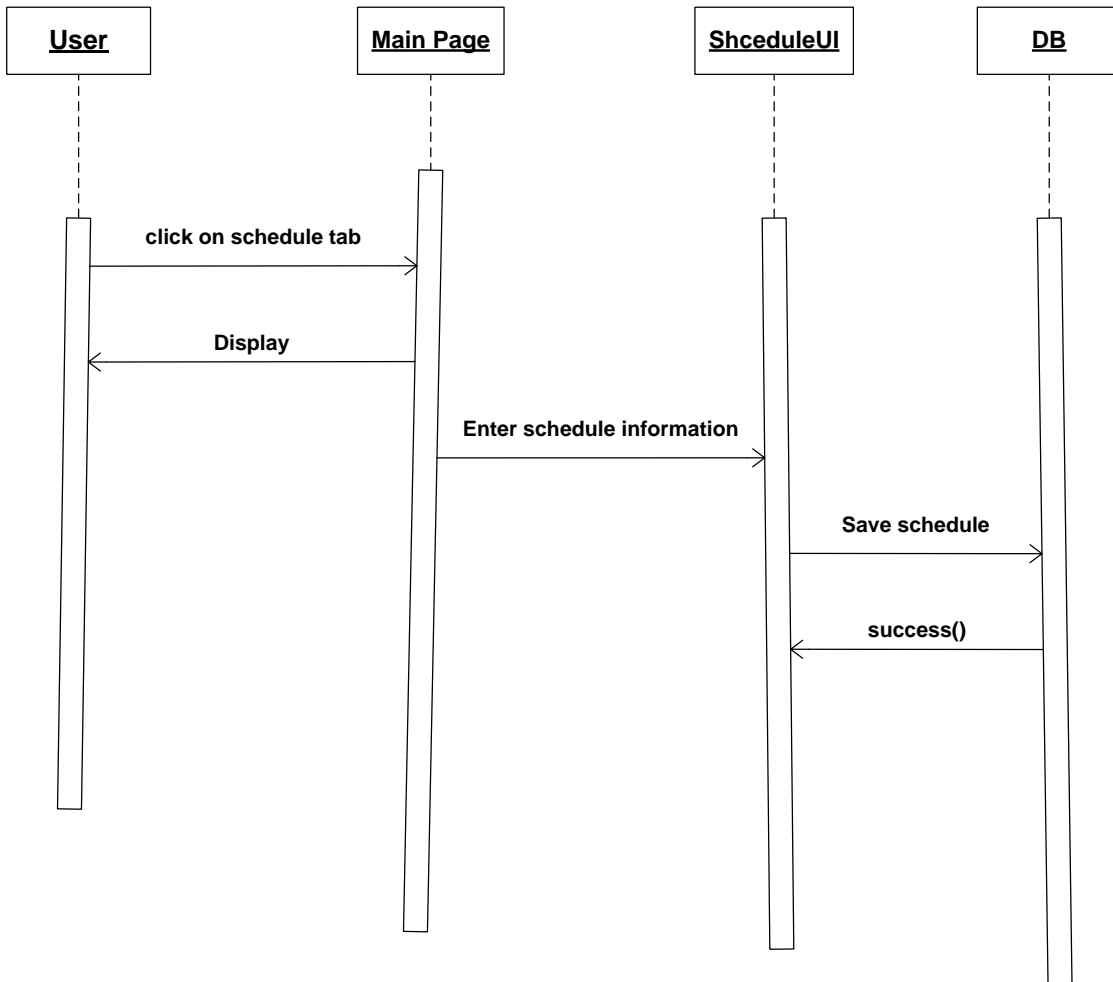 User
Main Page
ShceduleUI
DB
click on schedule tab
Display
Enter schedule information
Save schedule
success()